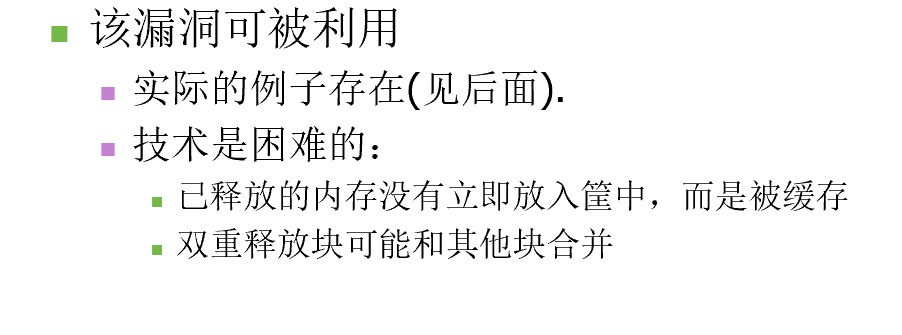 该漏洞可被利用
实际的例子存在(见后面).
技术是困难的：
已释放的内存没有立即放入筐中，而是被缓存
双重释放块可能和其他块合并